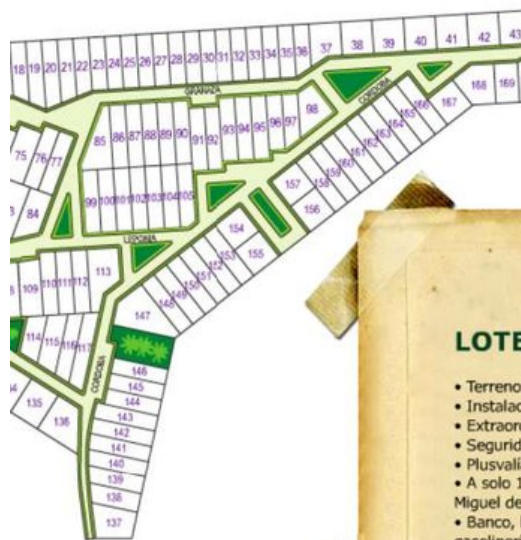 18 19 20 21 22 23 24 25 26 27 28 29 30 31 32 33 34 35 36 37 38 39 40 41 42 43
GRANAZA
CORDOBA
75 76 77
85 86 87 88 89 90 91 92 93 94 95 96 97 98
168 169
157 158 159 160 161 162 163 164 165 166 167
84
99 100 101 102 103 104 105
156
154
155
109 110 111 112 113
147 148 149 150 151 152 153
114 115 116 117
CORDOBA
135 136
146
145
144
143
142
141
140
139
138
137
LOTE
• Terreno
• Instalac
• Extraor
• Segurid
• Plusvalí
• A solo 1
Miguel de
• Banco,